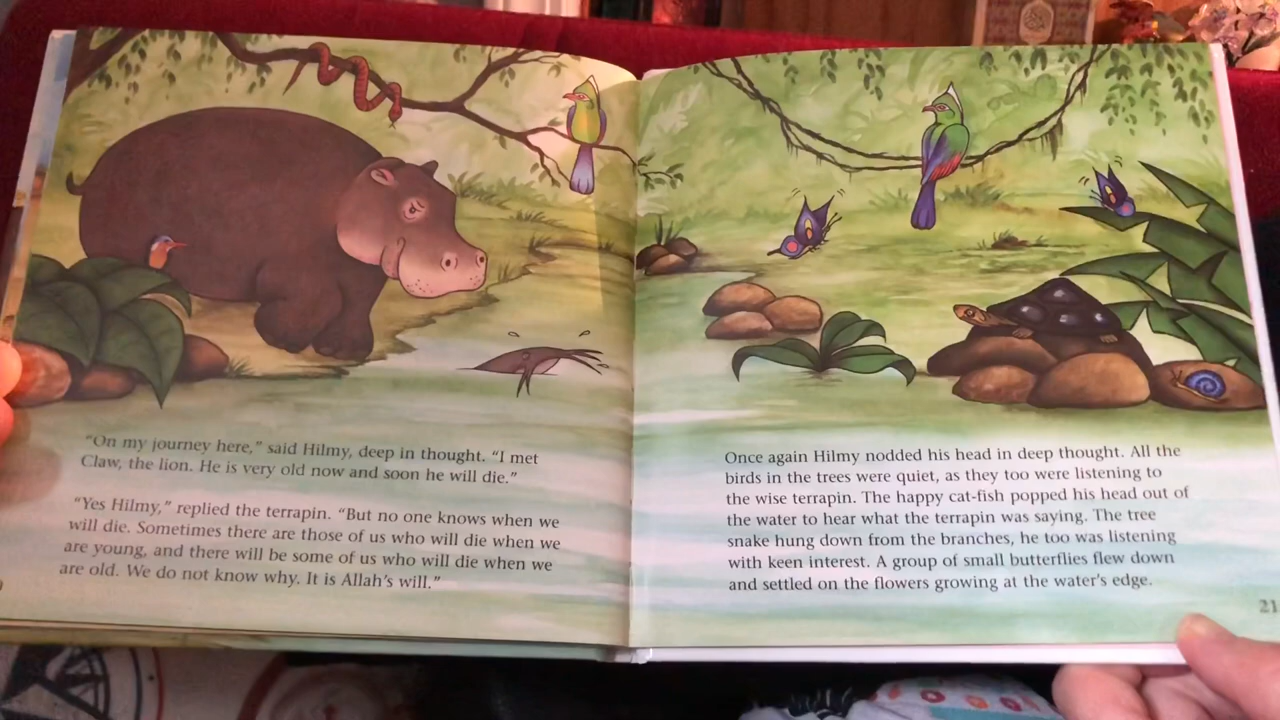 "On my journey here," said Hilmy, deep in thought. "I met
Claw, the lion. He is very old now and soon he will die."
"Yes Hilmy," replied the terrapin. "But no one knows when we
will die. Sometimes there are those of us who will die when we
are young, and there will be some of us who will die when we
are old. We do not know why. It is Allah's will."
Once again Hilmy nodded his head in deep thought. All the
birds in the trees were quiet, as they too were listening to
the wise terrapin. The happy cat-fish popped his head out of
the water to hear what the terrapin was saying. The tree
snake hung down from the branches, he too was listening
with keen interest. A group of small butterflies flew down
and settled on the flowers growing at the water's edge.
21